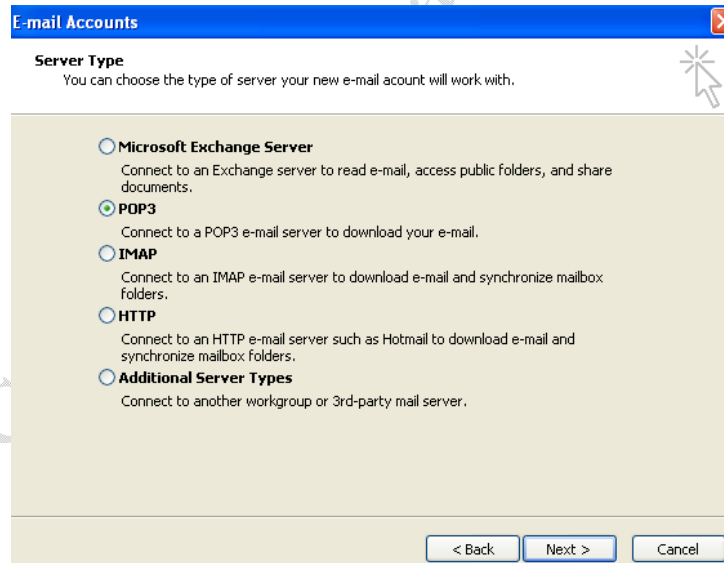 E-mail Accounts
Server Type
You can choose the type of server your new e-mail acount will work with.
Microsoft Exchange Server
Connect to an Exchange server to read e-mail, access public folders, and share
documents.
POP3
Connect to a POP3 e-mail server to download your e-mail.
IMAP
Connect to an IMAP e-mail server to download e-mail and synchronize mailbox
folders.
HTTP
Connect to an HTTP e-mail server such as Hotmail to download e-mail and
synchronize mailbox folders.
Additional Server Types
Connect to another workgroup or 3rd-party mail server.
< Back Next > Cancel